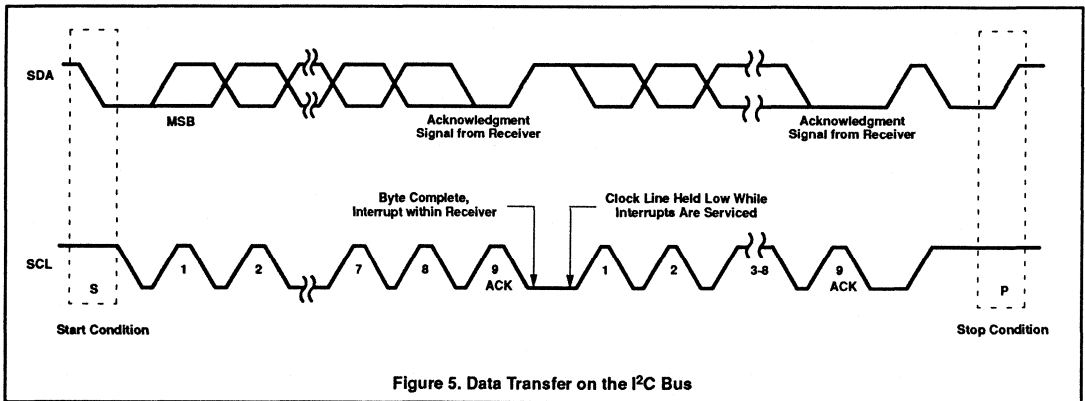 SDA
MSB
Acknowledgment
Signal from Receiver
Acknowledgment
Signal from Receiver
Byte Complete,
Interrupt within Receiver
Clock Line Held Low While
Interrupts Are Serviced
SCL
S
1
2
7
8
9
ACK
1
2
3-8
9
ACK
P
Start Condition
Stop Condition
Figure 5. Data Transfer on the I²C Bus